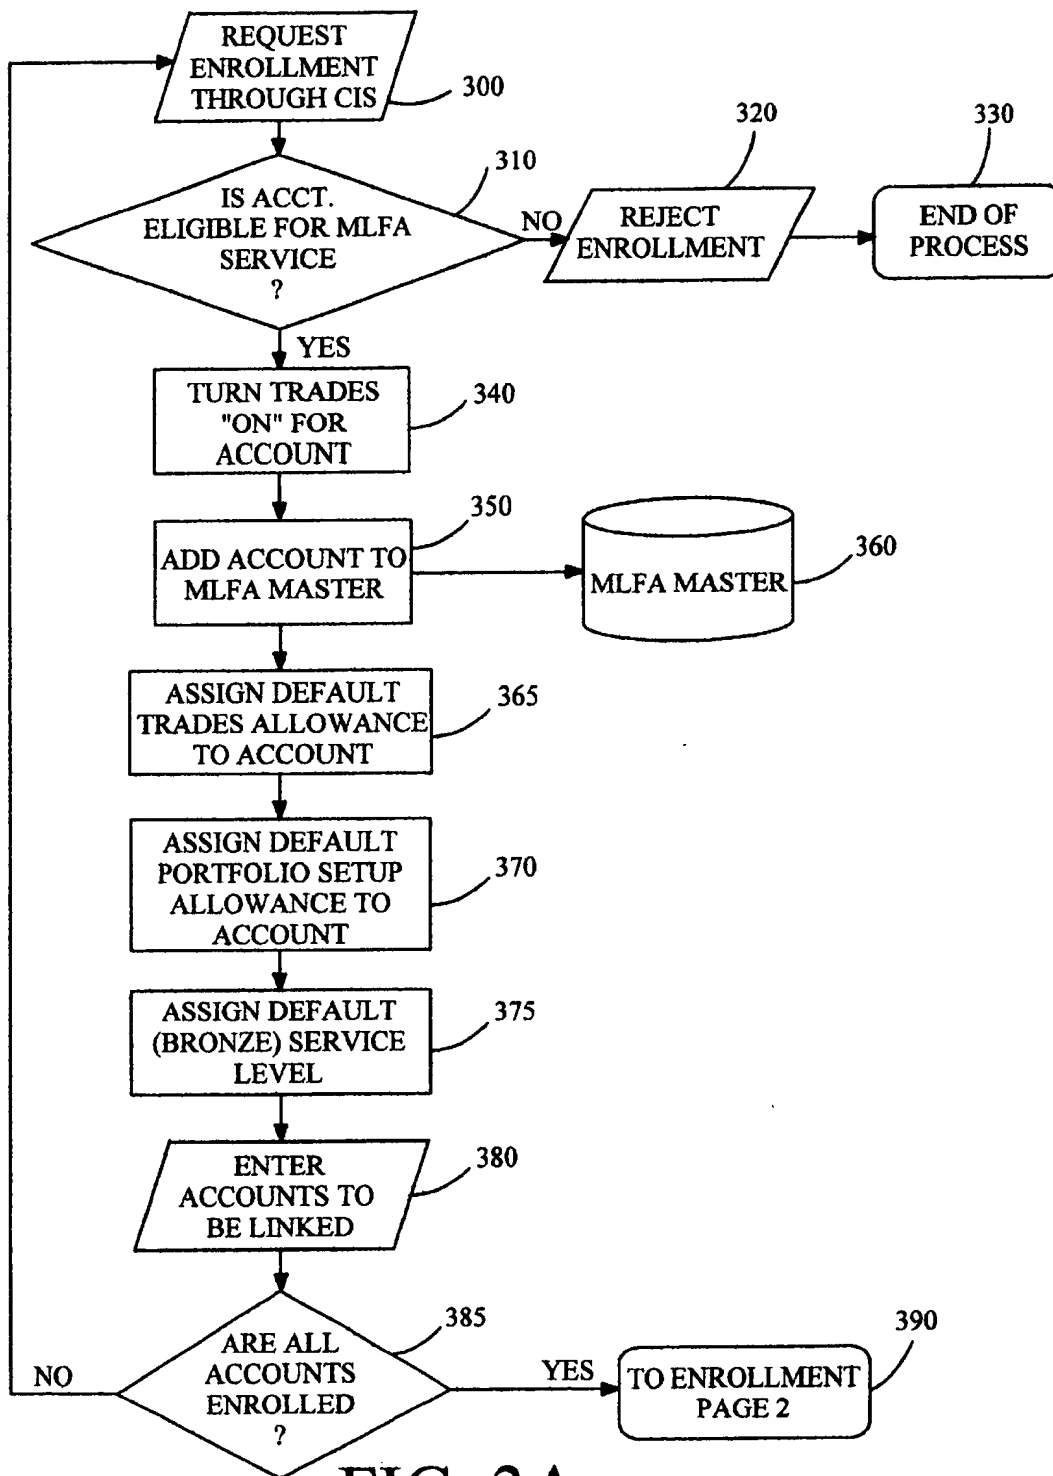 REQUEST
ENROLLMENT
THROUGH CIS
300
310
320
330
IS ACCT.
ELIGIBLE FOR MLFA
SERVICE
?
NO
REJECT
ENROLLMENT
END OF
PROCESS
YES
TURN TRADES
"ON" FOR
ACCOUNT
340
350
ADD ACCOUNT TO
MLFA MASTER
MLFA MASTER
360
ASSIGN DEFAULT
TRADES ALLOWANCE
TO ACCOUNT
365
ASSIGN DEFAULT
PORTFOLIO SETUP
ALLOWANCE TO
ACCOUNT
370
ASSIGN DEFAULT
(BRONZE) SERVICE
LEVEL
375
ENTER
ACCOUNTS TO
BE LINKED
380
385
ARE ALL
ACCOUNTS
ENROLLED
?
NO
YES
TO ENROLLMENT
PAGE 2
390